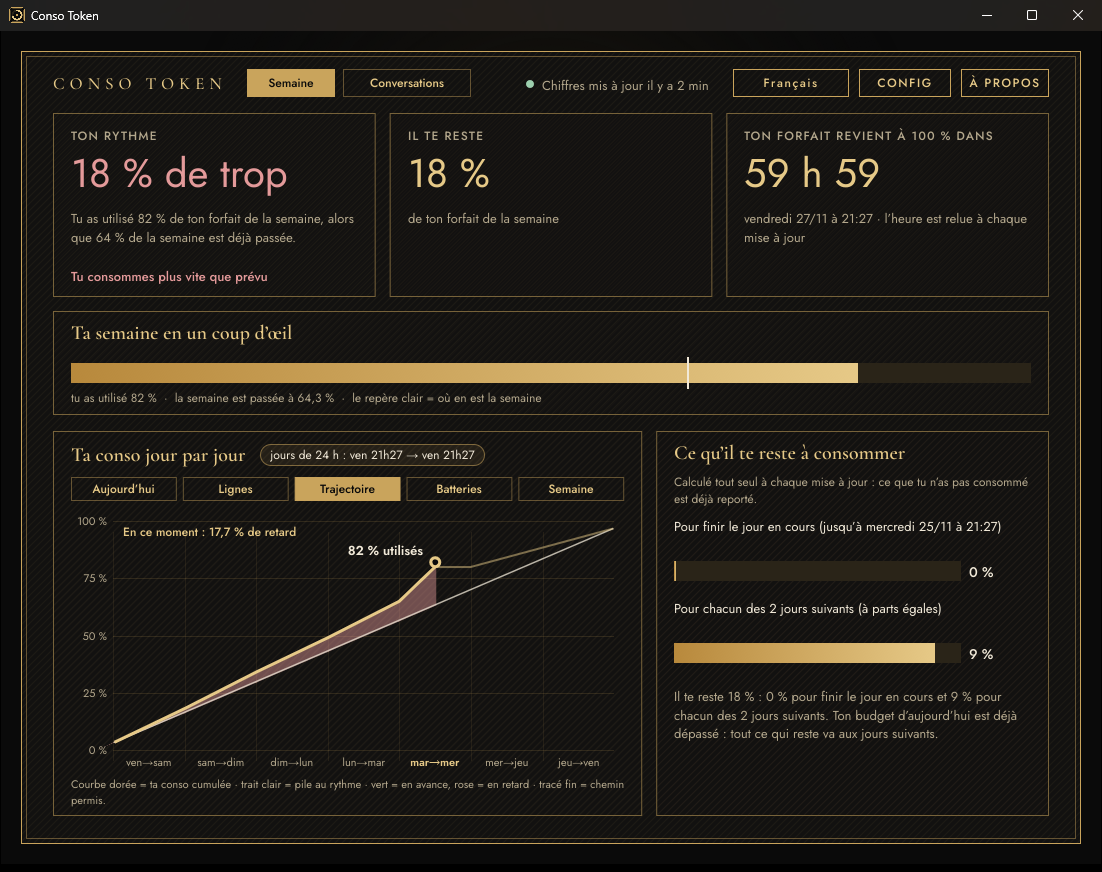 Conso Token
CONSO TOKEN
Semaine
Conversations
Chiffres mis à jour il y a 2 min
Français
CONFIG
À PROPOS
TON RYTHME
18 % de trop
Tu as utilisé 82 % de ton forfait de la semaine, alors
que 64 % de la semaine est déjà passée.
Tu consommes plus vite que prévu
IL TE RESTE
18 %
de ton forfait de la semaine
TON FORFAIT REVIENT À 100 % DANS
59 h 59
vendredi 27/11 à 21:27 · l’heure est relue à chaque
mise à jour
Ta semaine en un coup d’œil
tu as utilisé 82 % · la semaine est passée à 64,3 % · le repère clair = où en est la semaine
Ta conso jour par jour
jours de 24 h : ven 21h27 → ven 21h27
Aujourd’hui
Lignes
Trajectoire
Batteries
Semaine
100 %
En ce moment : 17,7 % de retard
82 % utilisés
75 %
50 %
25 %
0 %
ven→sam
sam→dim
dim→lun
lun→mar
mar→mer
mer→jeu
jeu→ven
Courbe dorée = ta conso cumulée · trait clair = pile au rythme · vert = en avance, rose = en retard · tracé fin = chemin
permis.
Ce qu’il te reste à consommer
Calculé tout seul à chaque mise à jour : ce que tu n’as pas consommé
est déjà reporté.
Pour finir le jour en cours (jusqu’à mercredi 25/11 à 21:27)
0 %
Pour chacun des 2 jours suivants (à parts égales)
9 %
Il te reste 18 % : 0 % pour finir le jour en cours et 9 % pour
chacun des 2 jours suivants. Ton budget d’aujourd’hui est déjà
dépassé : tout ce qui reste va aux jours suivants.